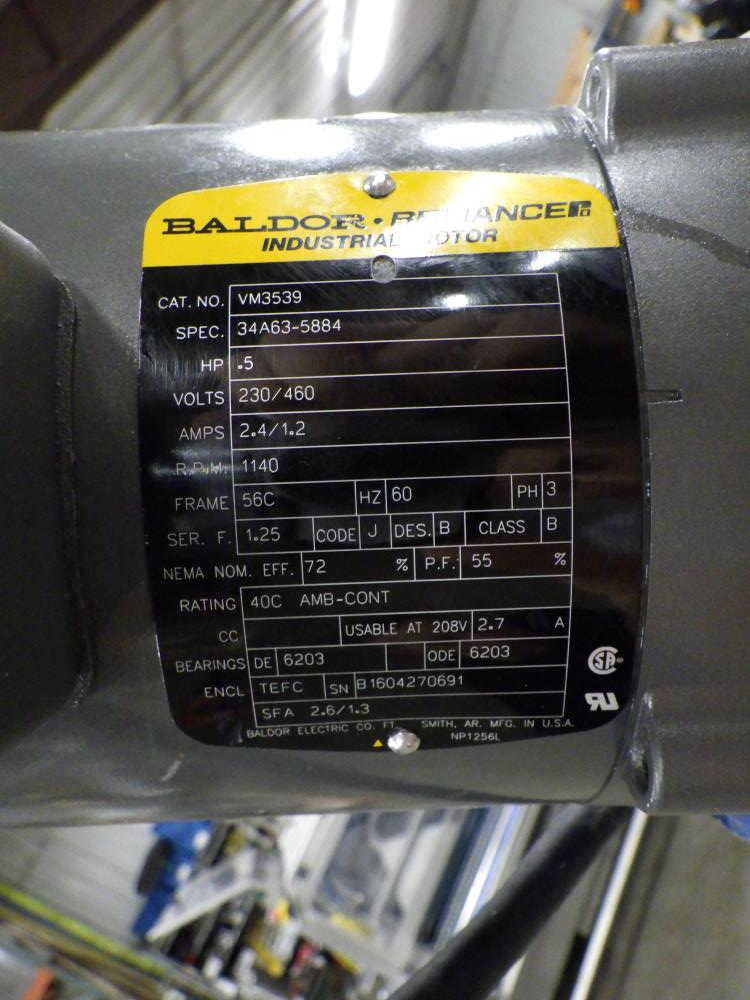 BALDOR • RELIANCE
INDUSTRIAL MOTOR
CAT. NO. VM3539
SPEC. 34A63-5884
HP .5
VOLTS 230/460
AMPS 2.4/1.2
R.P.M. 1140
FRAME 56C HZ 60 PH 3
SER. F. 1.25 CODE J DES. B CLASS B
NEMA NOM. EFF. 72 % P.F. 55 %
RATING 40C AMB-CONT
CC USABLE AT 208V 2.7 A
BEARINGS DE 6203 ODE 6203
ENCL TEFC SN B1604270691
SFA 2.6/1.3
BALDOR ELECTRIC CO. FT. SMITH, AR. MFG. IN U.S.A.
NP1256L